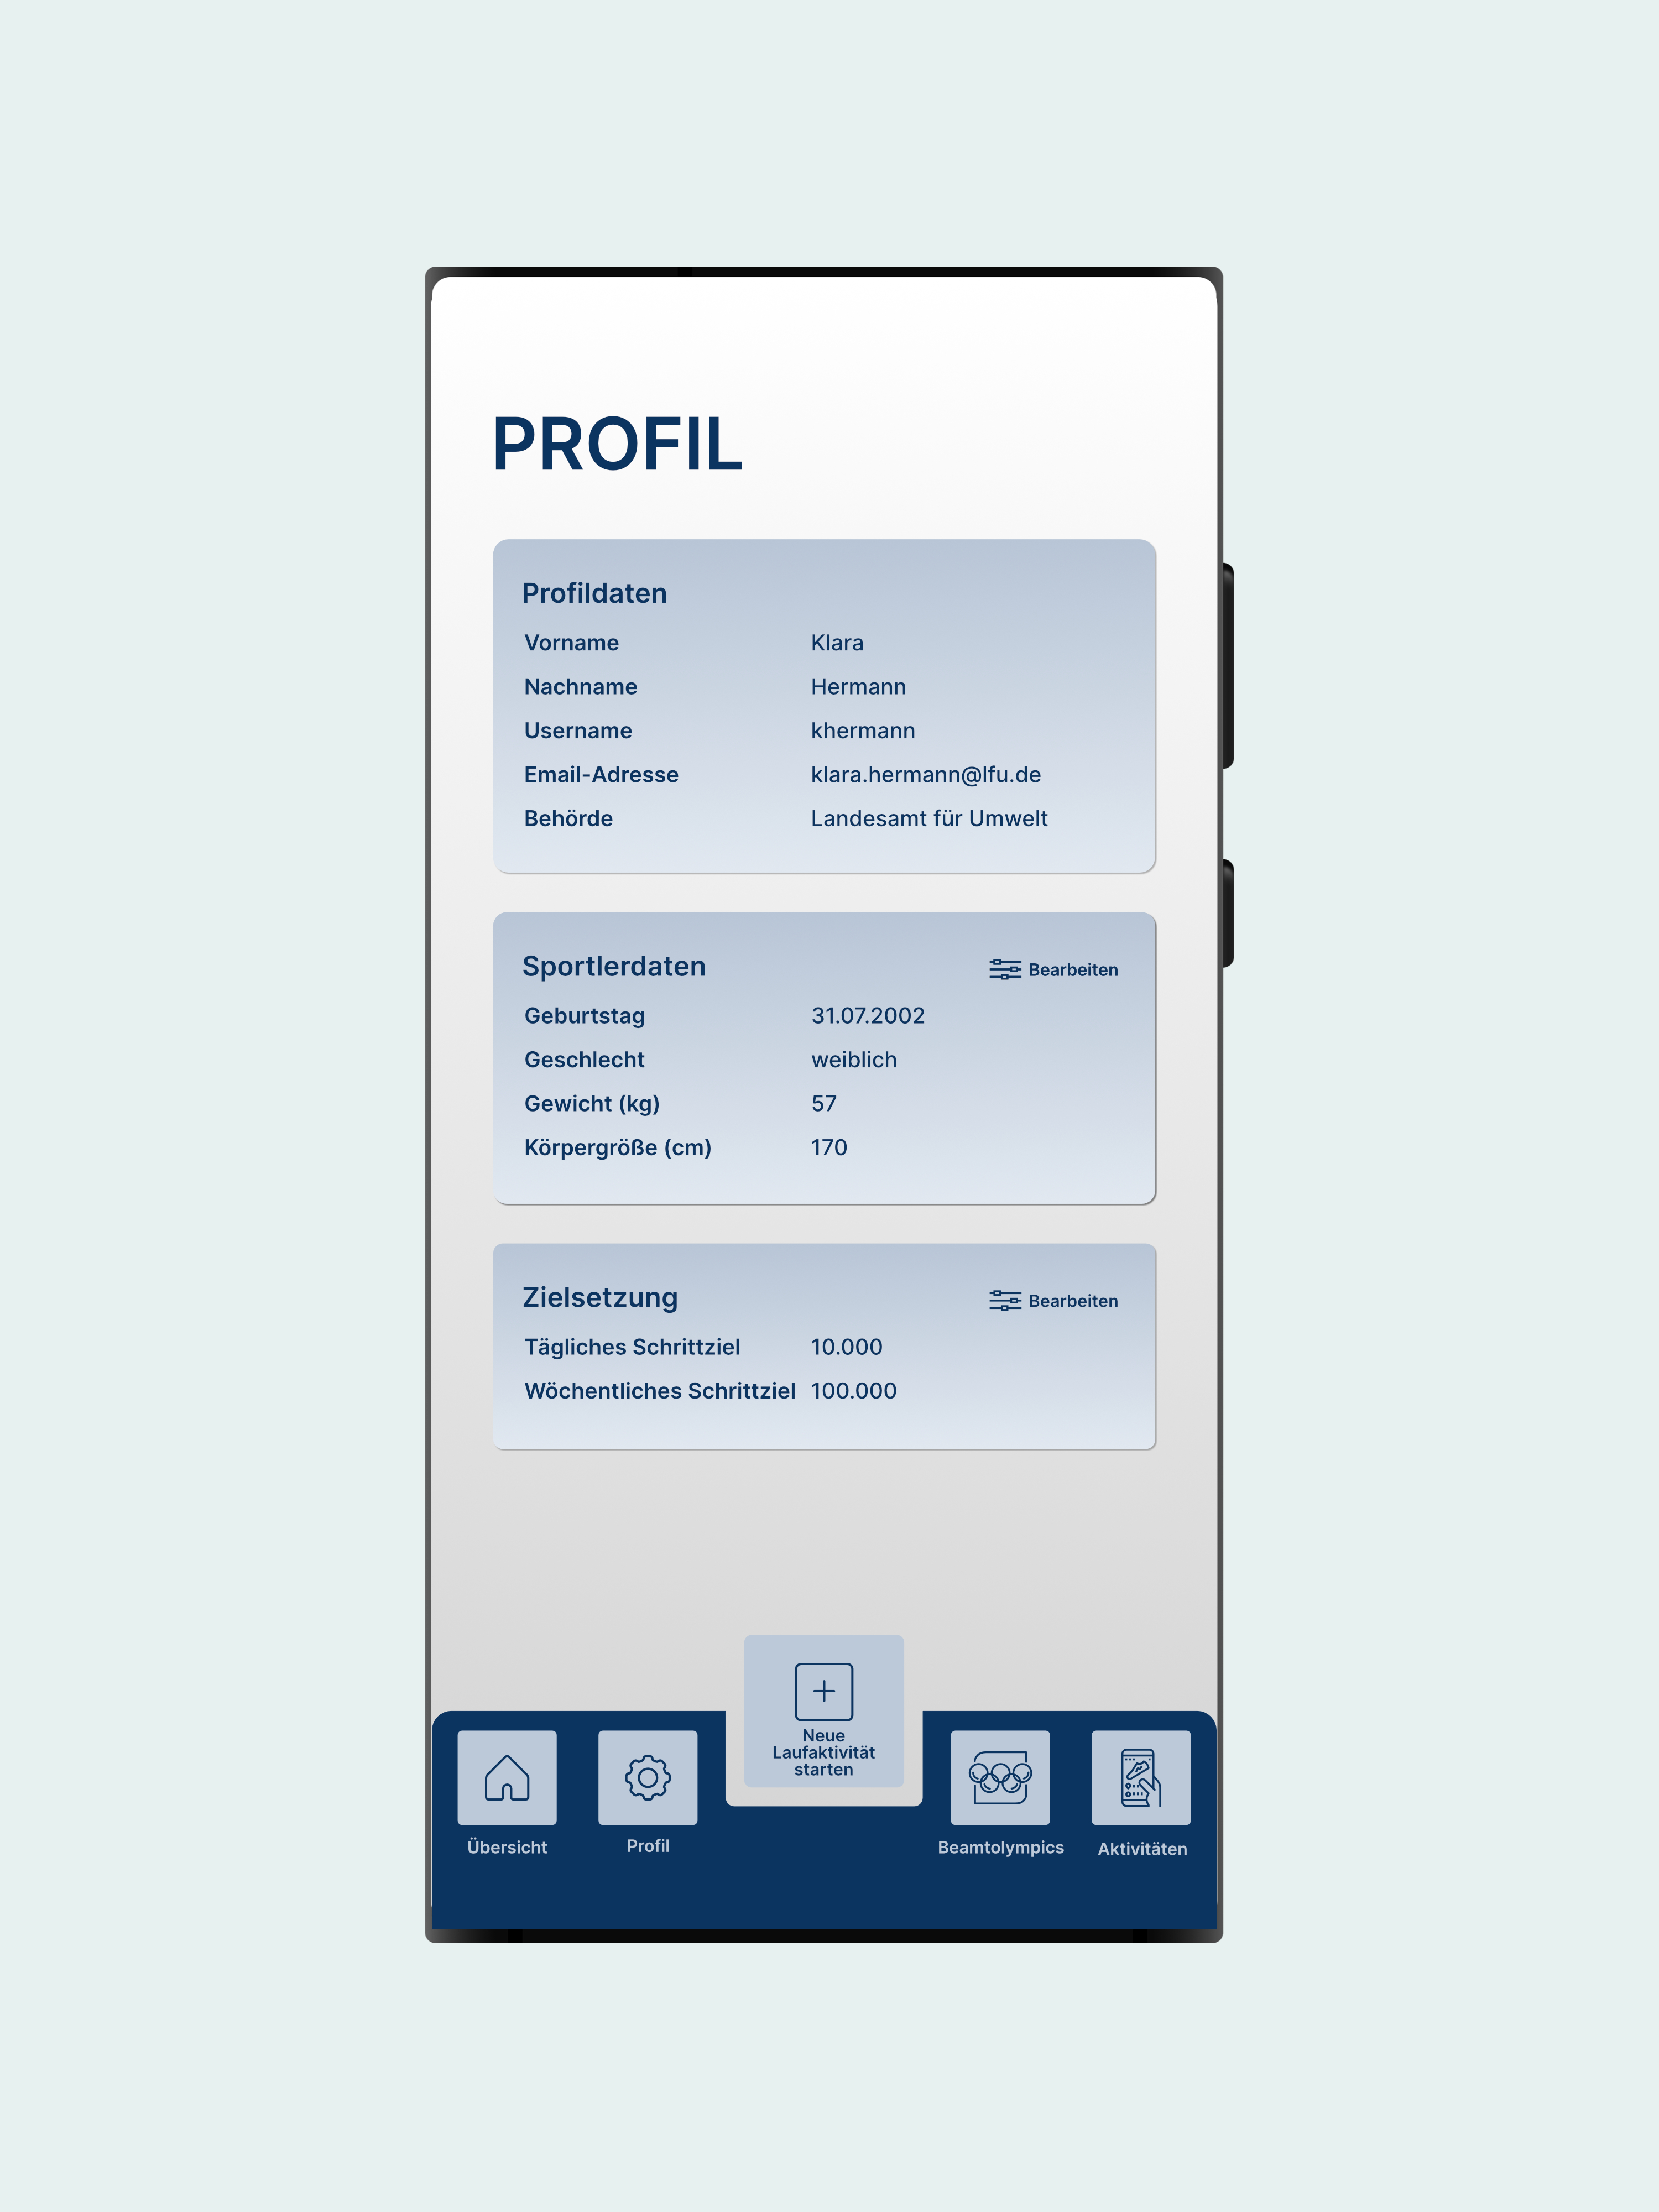 PROFIL
Profildaten
Vorname Klara
Nachname Hermann
Username khermann
Email-Adresse klara.hermann@lfu.de
Behörde Landesamt für Umwelt
Sportlerdaten Bearbeiten
Geburtstag 31.07.2002
Geschlecht weiblich
Gewicht (kg) 57
Körpergröße (cm) 170
Zielsetzung Bearbeiten
Tägliches Schrittziel 10.000
Wöchentliches Schrittziel 100.000
Neue
Laufaktivität
starten
Übersicht Profil Beamtolympics Aktivitäten